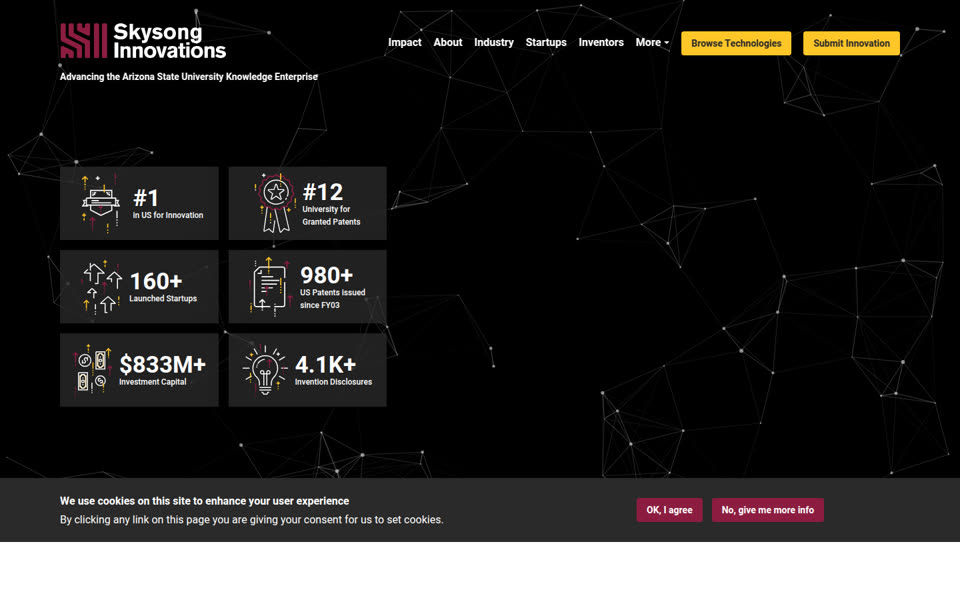 Skysong
Innovations
Advancing the Arizona State University Knowledge Enterprise
Impact
About
Industry
Startups
Inventors
More
Browse Technologies
Submit Innovation
#1
in US for Innovation
#12
University for
Granted Patents
160+
Launched Startups
980+
US Patents issued
since FY03
$833M+
Investment Capital
4.1K+
Invention Disclosures
We use cookies on this site to enhance your user experience
By clicking any link on this page you are giving your consent for us to set cookies.
OK, I agree
No, give me more info